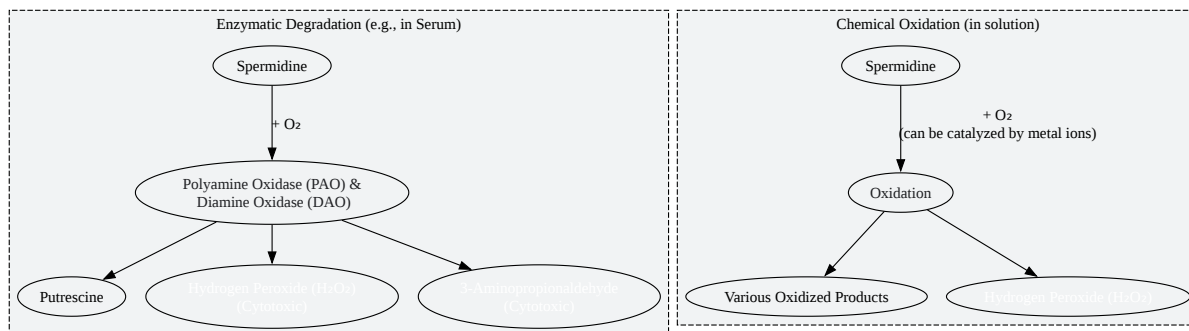 Enzymatic Degradation (e.g., in Serum)
Spermidine
+ O₂
Polyamine Oxidase (PAO) &
Diamine Oxidase (DAO)
Putrescine
Hydrogen Peroxide (H₂O₂)
(Cytotoxic)
3-Aminopropionaldehyde
(Cytotoxic)
Chemical Oxidation (in solution)
Spermidine
+ O₂
(can be catalyzed by metal ions)
Oxidation
Various Oxidized Products
Hydrogen Peroxide (H₂O₂)